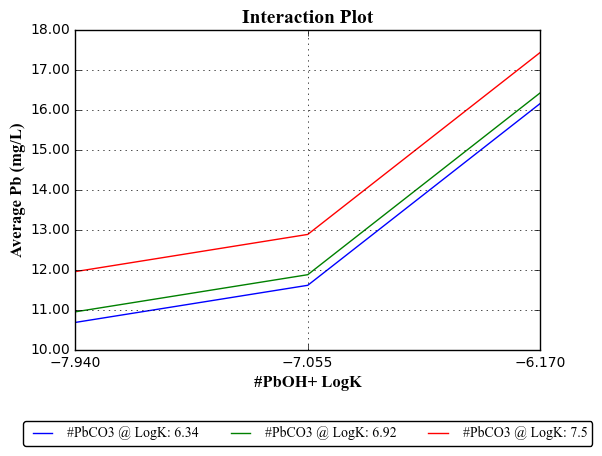 Interaction Plot
18.00
17.00
16.00
15.00
14.00
13.00
12.00
11.00
10.00
Average Pb (mg/L)
−7.940 −7.055 −6.170
#PbOH+ LogK
#PbCO3 @ LogK: 6.34 #PbCO3 @ LogK: 6.92 #PbCO3 @ LogK: 7.5